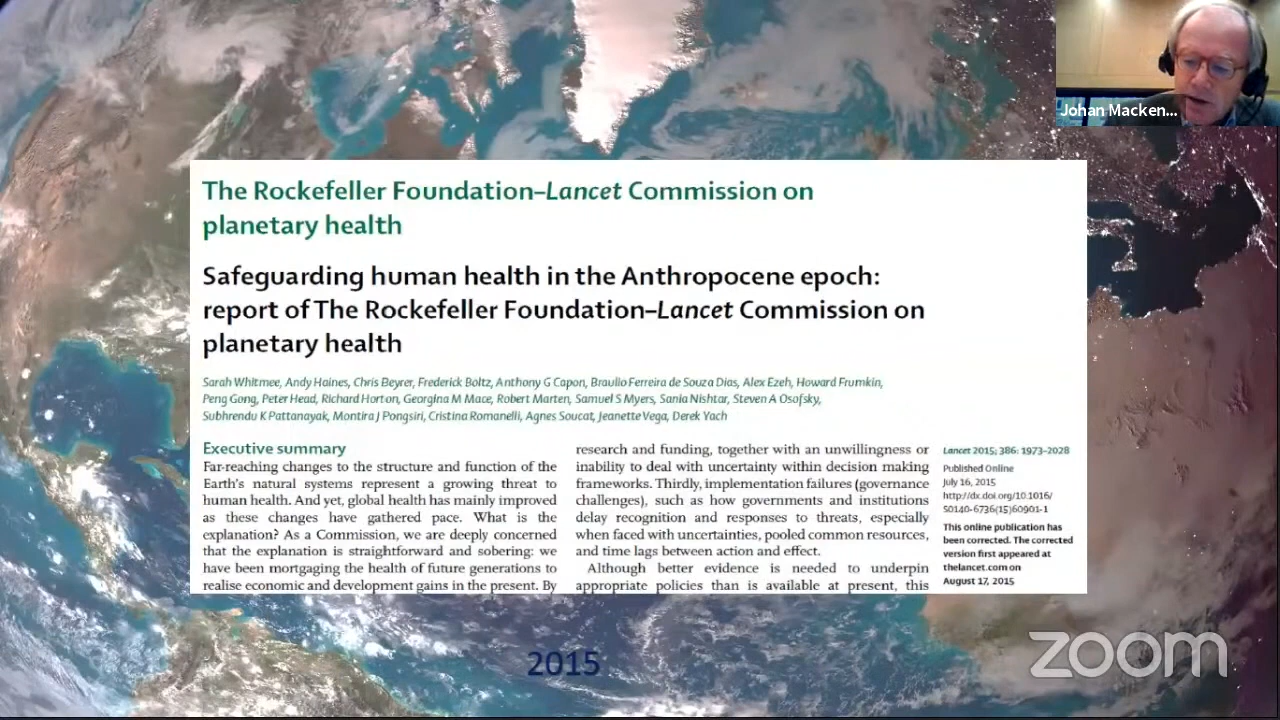 Johan Macken...
The Rockefeller Foundation–Lancet Commission on
planetary health
Safeguarding human health in the Anthropocene epoch:
report of The Rockefeller Foundation–Lancet Commission on
planetary health
Sarah Whitmee, Andy Haines, Chris Beyrer, Frederick Boltz, Anthony G Capon, Braulio Ferreira de Souza Dias, Alex Ezeh, Howard Frumkin,
Peng Gong, Peter Head, Richard Horton, Georgina M Mace, Robert Marten, Samuel S Myers, Sania Nishtar, Steven A Osofsky,
Subhrendu K Pattanayak, Montira J Pongsiri, Cristina Romanelli, Agnes Soucat, Jeanette Vega, Derek Yach
Executive summary
Far-reaching changes to the structure and function of the
Earth's natural systems represent a growing threat to
human health. And yet, global health has mainly improved
as these changes have gathered pace. What is the
explanation? As a Commission, we are deeply concerned
that the explanation is straightforward and sobering: we
have been mortgaging the health of future generations to
realise economic and development gains in the present. By
research and funding, together with an unwillingness or
inability to deal with uncertainty within decision making
frameworks. Thirdly, implementation failures (governance
challenges), such as how governments and institutions
delay recognition and responses to threats, especially
when faced with uncertainties, pooled common resources,
and time lags between action and effect.
Although better evidence is needed to underpin
appropriate policies than is available at present, this
Lancet 2015; 386: 1973–2028
Published Online
July 16, 2015
http://dx.doi.org/10.1016/
S0140-6736(15)60901-1
This online publication has
been corrected. The corrected
version first appeared at
thelancet.com on
August 17, 2015
2015
zoom